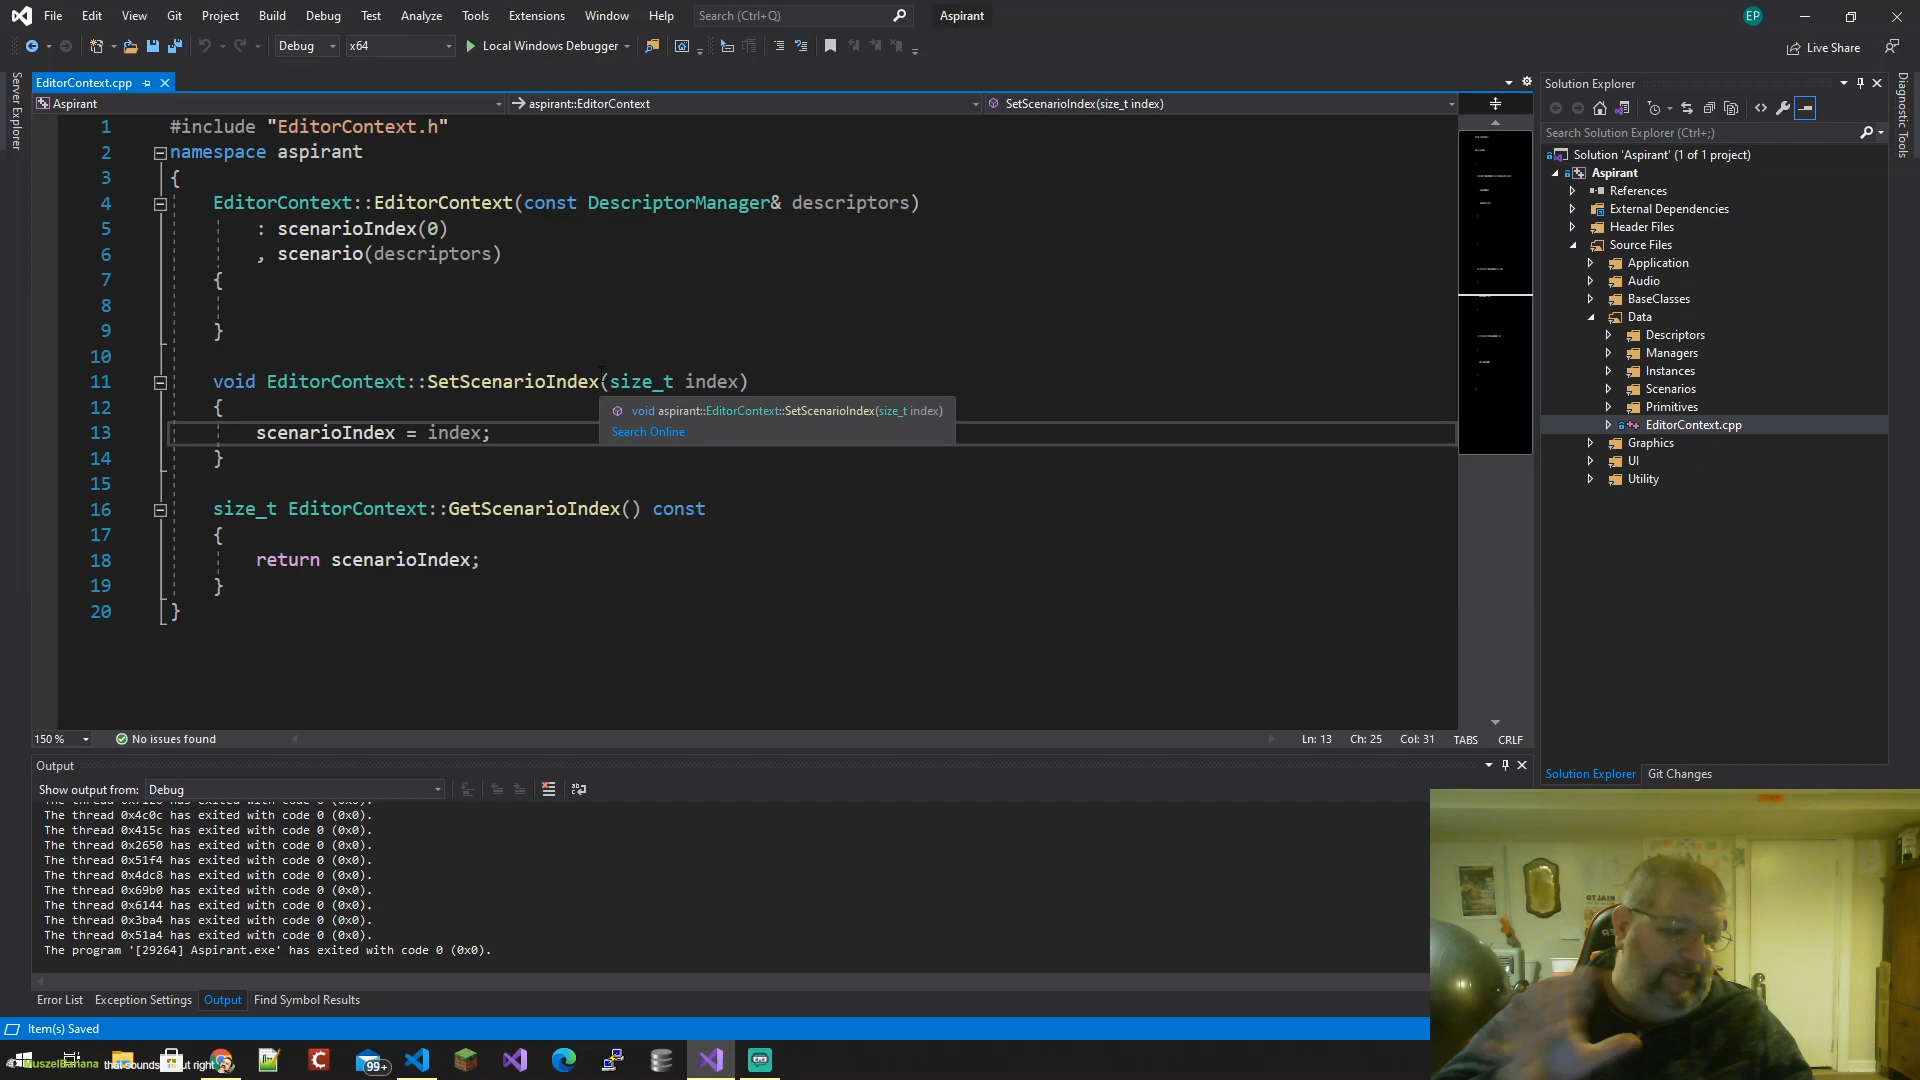 File Edit View Git Project Build Debug Test Analyze Tools Extensions Window Help Search (Ctrl+Q) Aspirant EP
Debug x64 Local Windows Debugger Live Share
Server Explorer
EditorContext.cpp
Aspirant aspirant::EditorContext SetScenarioIndex(size_t index)
1 #include "EditorContext.h"
2 namespace aspirant
3 {
4 EditorContext::EditorContext(const DescriptorManager& descriptors)
5 : scenarioIndex(0)
6 , scenario(descriptors)
7 {
8
9 }
10
11 void EditorContext::SetScenarioIndex(size_t index)
12 {
void aspirant::EditorContext::SetScenarioIndex(size_t index)
Search Online
13 scenarioIndex = index;
14 }
15
16 size_t EditorContext::GetScenarioIndex() const
17 {
18 return scenarioIndex;
19 }
20 }
150 % No issues found Ln: 13 Ch: 25 Col: 31 TABS CRLF
Output
Show output from: Debug
The thread 0x4c0c has exited with code 0 (0x0).
The thread 0x415c has exited with code 0 (0x0).
The thread 0x2650 has exited with code 0 (0x0).
The thread 0x51f4 has exited with code 0 (0x0).
The thread 0x4dc8 has exited with code 0 (0x0).
The thread 0x69b0 has exited with code 0 (0x0).
The thread 0x6144 has exited with code 0 (0x0).
The thread 0x3ba4 has exited with code 0 (0x0).
The thread 0x51a4 has exited with code 0 (0x0).
The program '[29264] Aspirant.exe' has exited with code 0 (0x0).
Error List Exception Settings Output Find Symbol Results
Item(s) Saved
Solution Explorer
Search Solution Explorer (Ctrl+;)
Solution 'Aspirant' (1 of 1 project)
Aspirant
References
External Dependencies
Header Files
Source Files
Application
Audio
BaseClasses
Data
Descriptors
Managers
Instances
Scenarios
Primitives
EditorContext.cpp
Graphics
UI
Utility
Solution Explorer Git Changes
Diagnostic Tools
MuszelBanana that sounds right
99+
RIALTO